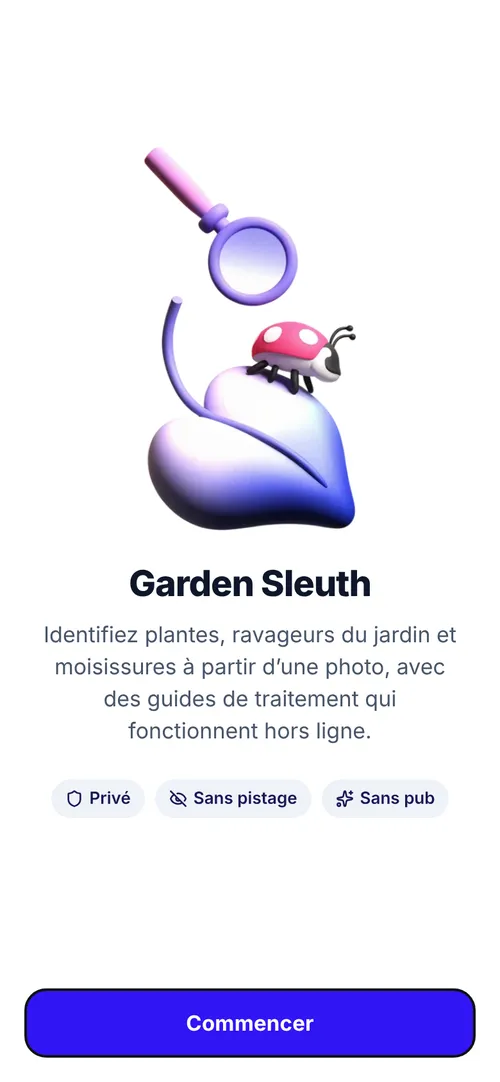 Garden Sleuth
Identifiez plantes, ravageurs du jardin et
moisissures à partir d’une photo, avec
des guides de traitement qui
fonctionnent hors ligne.
Privé
Sans pistage
Sans pub
Commencer